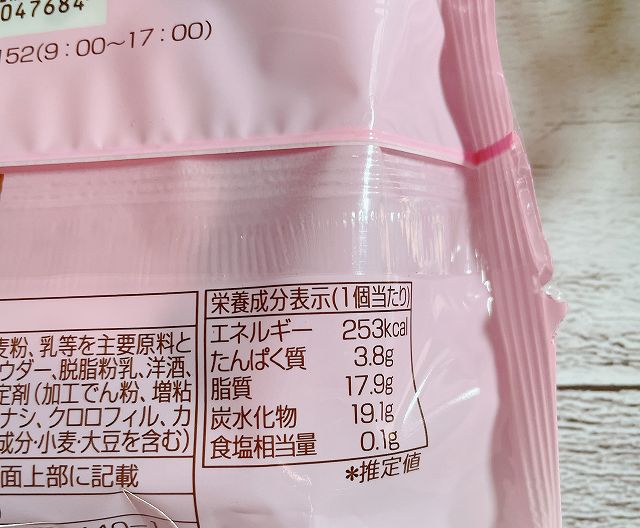 047684
152(9:00～17:00)
麦粉、乳等を主要原料と
ウダー、脱脂粉乳、洋酒、
定剤(加工でん粉、増粘
ナシ、クロロフィル、カ
成分・小麦・大豆を含む)
面上部に記載
栄養成分表示(1個当たり)
エネルギー 253kcal
たんぱく質 3.8g
脂質 17.9g
炭水化物 19.1g
食塩相当量 0.1g
*推定値